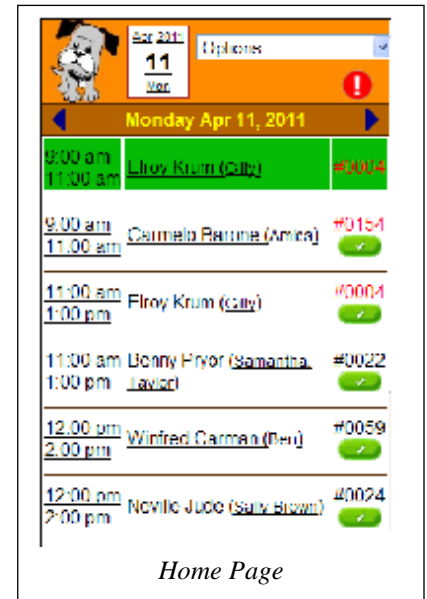 Apr 2011
11
Mon
Options
Monday Apr 11, 2011
9:00 am
11:00 am
Elroy Krum (Cally)
#0004
9:00 am
11:00 am
Carmelo Barone (Amica)
#0154
11:00 am
1:00 pm
Elroy Krum (Cally)
#0004
11:00 am
1:00 pm
Benny Pryor (Samantha,
Taylor)
#0022
12:00 pm
2:00 pm
Winfred Carman (Ben)
#0059
12:00 pm
2:00 pm
Neville Jude (Sally Brown)
#0024
Home Page